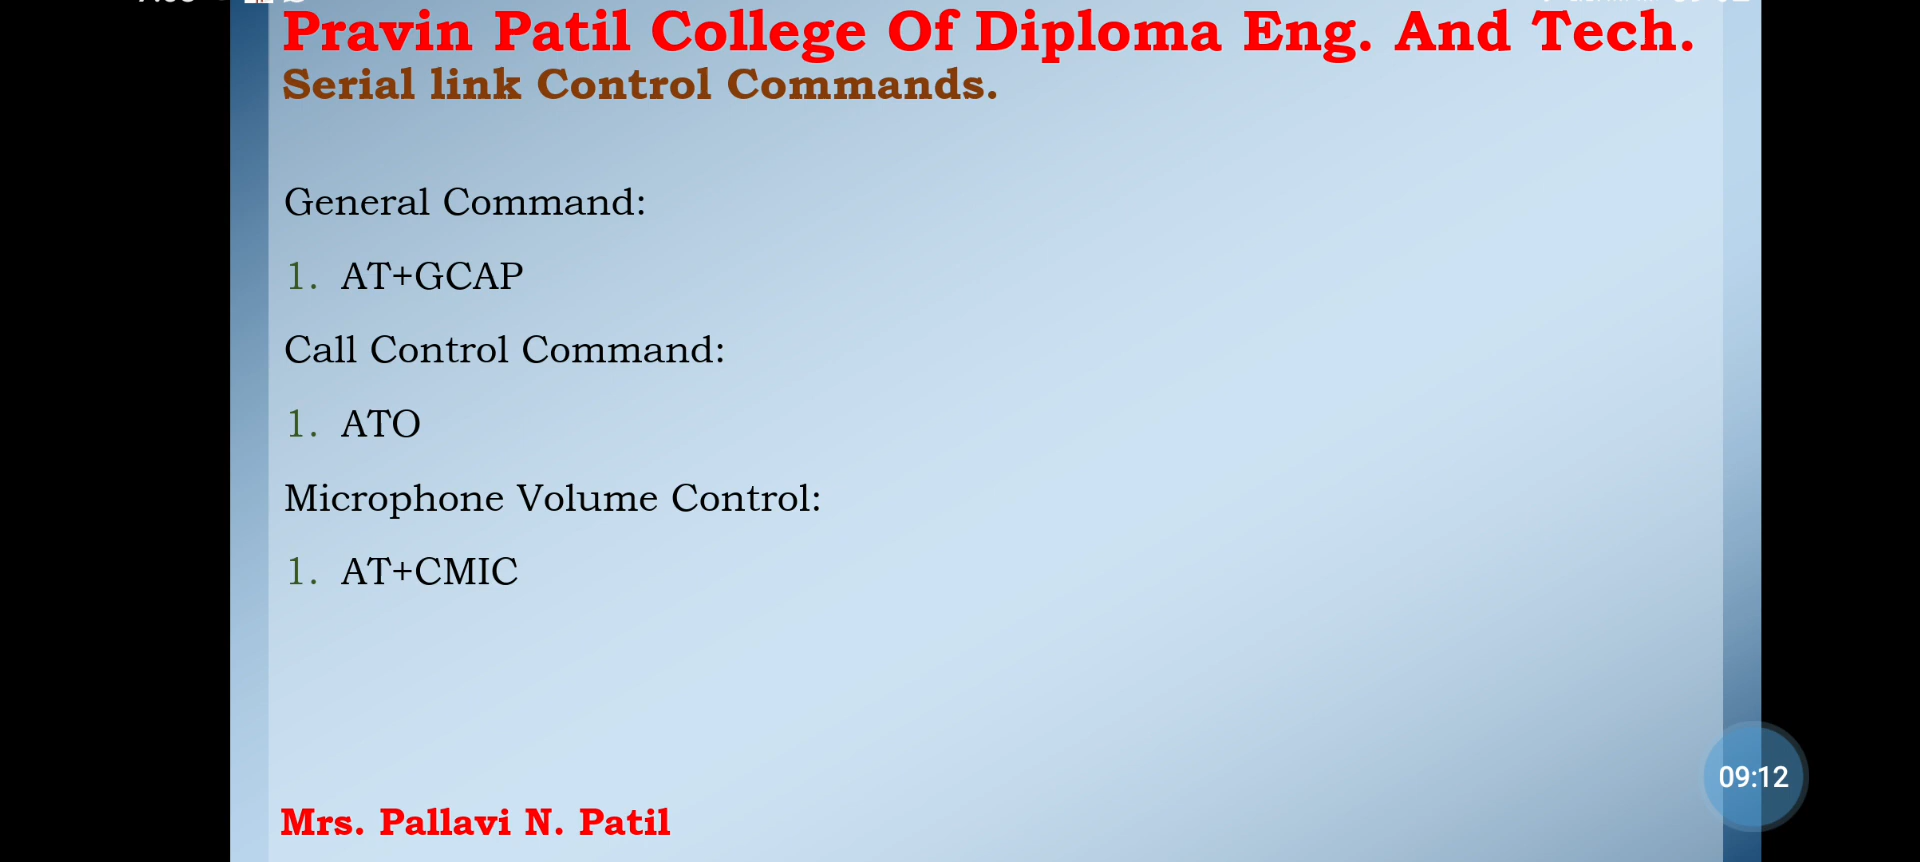 Pravin Patil College Of Diploma Eng. And Tech.
Serial link Control Commands.
General Command:
1. AT+GCAP
Call Control Command:
1. ATO
Microphone Volume Control:
1. AT+CMIC
09:12
Mrs. Pallavi N. Patil